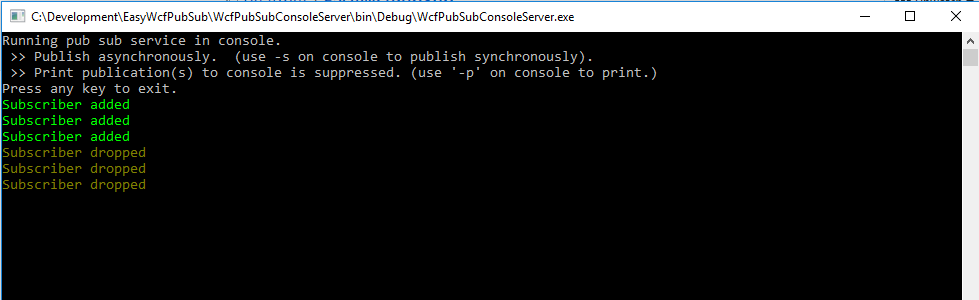 C:\Development\EasyWcfPubSub\WcfPubSubConsoleServer\bin\Debug\WcfPubSubConsoleServer.exe
Running pub sub service in console.
 >> Publish asynchronously.  (use -s on console to publish synchronously).
 >> Print publication(s) to console is suppressed. (use '-p' on console to print.)
Press any key to exit.
Subscriber added
Subscriber added
Subscriber added
Subscriber dropped
Subscriber dropped
Subscriber dropped